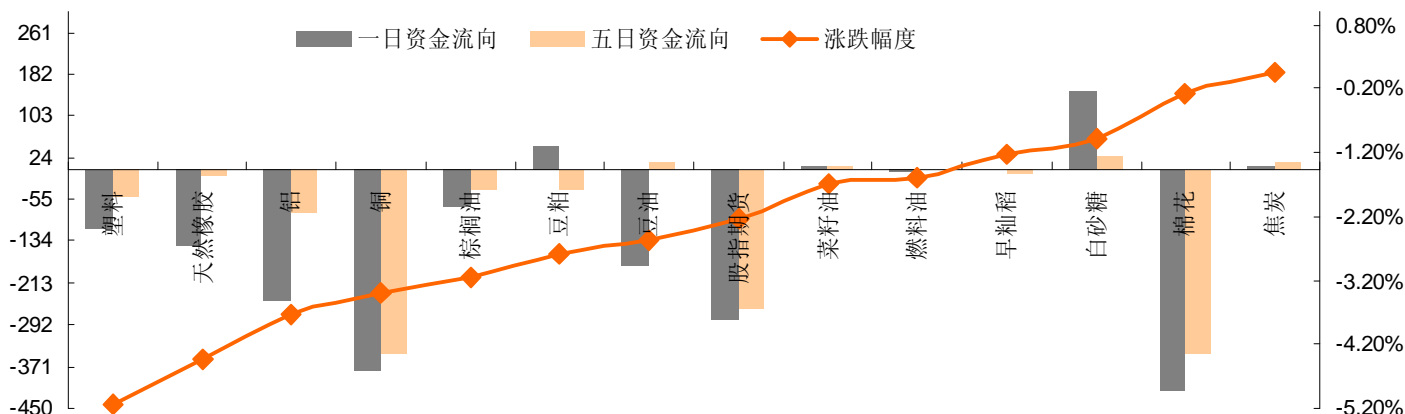 一日资金流向 五日资金流向 涨跌幅度
261
182
103
24
-55
-134
-213
-292
-371
-450
0.80%
-0.20%
-1.20%
-2.20%
-3.20%
-4.20%
-5.20%
塑料
天然橡胶
铝
铜
棕榈油
豆粕
豆油
股指期货
菜籽油
燃料油
早籼稻
白砂糖
棉花
焦炭